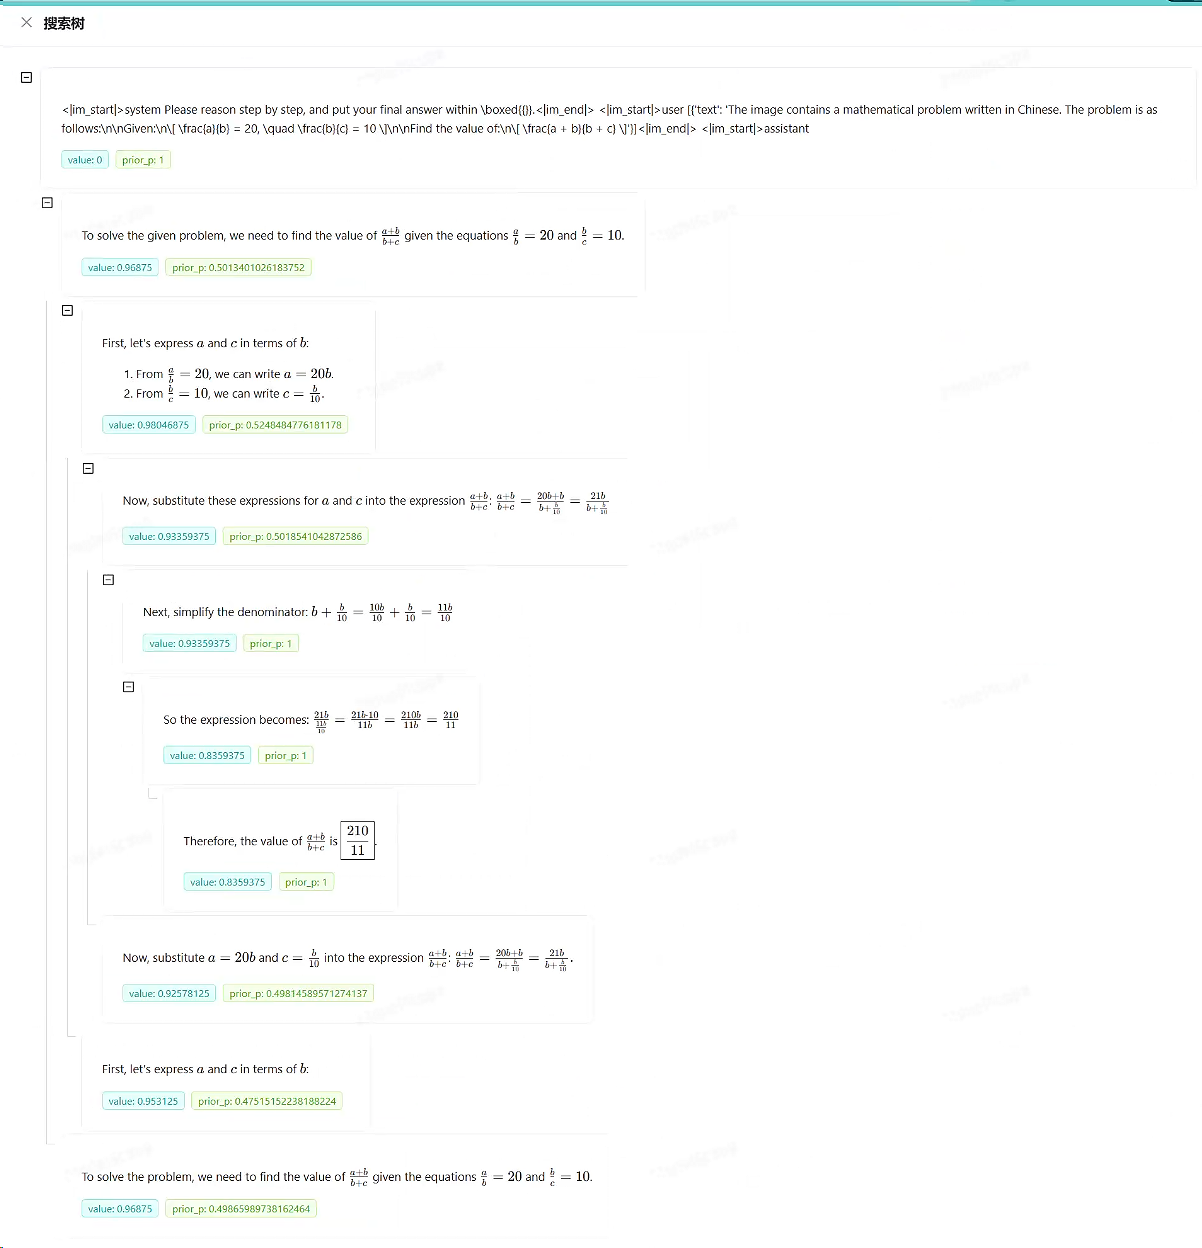 搜索树
<|im_start|>system Please reason step by step, and put your final answer within \boxed{{}}.<|im_end|> <|im_start|>user [{'text': 'The image contains a mathematical problem written in Chinese. The problem is as
follows:\n\nGiven:\n\[ \frac{a}{b} = 20, \quad \frac{b}{c} = 10 \]\n\nFind the value of:\n\[ \frac{a + b}{b + c} \]'}]<|im_end|> <|im_start|>assistant
value: 0 prior_p: 1
To solve the given problem, we need to find the value of \frac{a+b}{b+c} given the equations \frac{a}{b} = 20 and \frac{b}{c} = 10.
value: 0.96875 prior_p: 0.5013401026183752
First, let's express a and c in terms of b:
1. From \frac{a}{b} = 20, we can write a = 20b.
2. From \frac{b}{c} = 10, we can write c = \frac{b}{10}.
value: 0.98046875 prior_p: 0.5248484776181178
Now, substitute these expressions for a and c into the expression \frac{a+b}{b+c}: \frac{a+b}{b+c} = \frac{20b+b}{b+\frac{b}{10}} = \frac{21b}{b+\frac{b}{10}}
value: 0.93359375 prior_p: 0.5018541042872586
Next, simplify the denominator: b + \frac{b}{10} = \frac{10b}{10} + \frac{b}{10} = \frac{11b}{10}
value: 0.93359375 prior_p: 1
So the expression becomes: \frac{21b}{\frac{11b}{10}} = \frac{21b·10}{11b} = \frac{210b}{11b} = \frac{210}{11}
value: 0.8359375 prior_p: 1
Therefore, the value of \frac{a+b}{b+c} is \boxed{\frac{210}{11}}.
value: 0.8359375 prior_p: 1
Now, substitute a = 20b and c = \frac{b}{10} into the expression \frac{a+b}{b+c}: \frac{a+b}{b+c} = \frac{20b+b}{b+\frac{b}{10}} = \frac{21b}{b+\frac{b}{10}}.
value: 0.92578125 prior_p: 0.49814589571274137
First, let's express a and c in terms of b:
value: 0.953125 prior_p: 0.47515152238188224
To solve the problem, we need to find the value of \frac{a+b}{b+c} given the equations \frac{a}{b} = 20 and \frac{b}{c} = 10.
value: 0.96875 prior_p: 0.49865989738162464